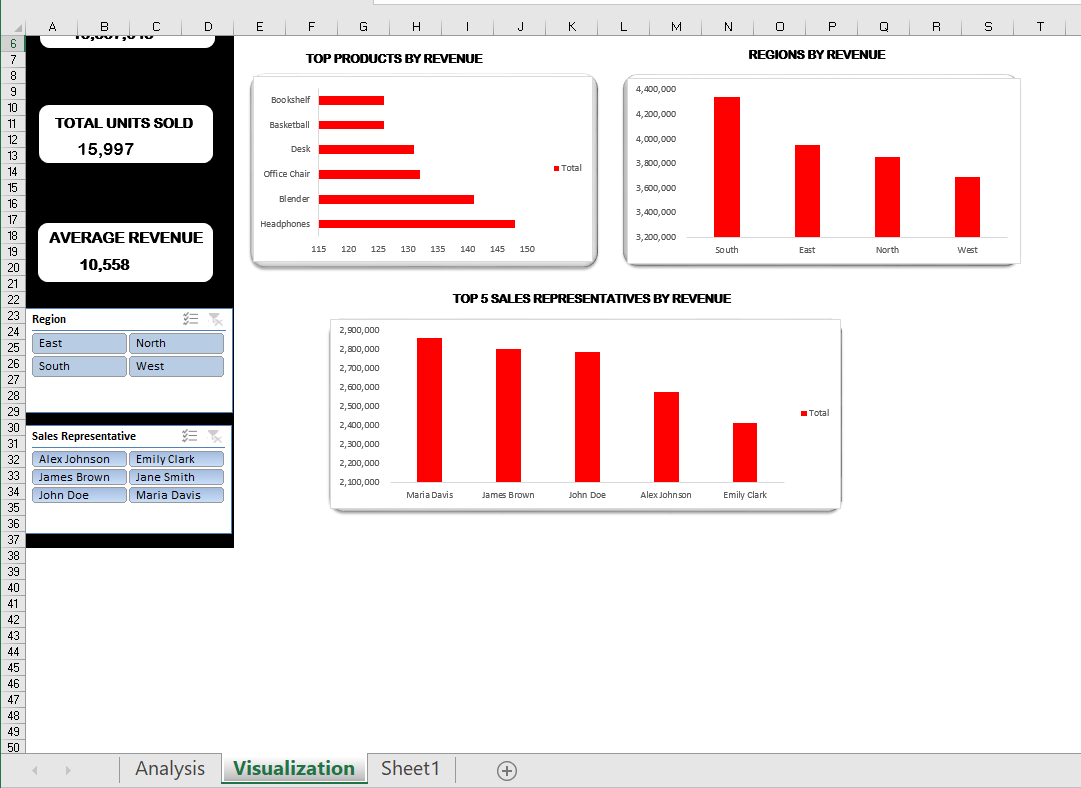 A B C D E F G H I J K L M N O P Q R S T
6
7
8
9
10
11
12
13
14
15
16
17
18
19
20
21
22
23
24
25
26
27
28
29
30
31
32
33
34
35
36
37
38
39
40
41
42
43
44
45
46
47
48
49
50
TOTAL UNITS SOLD
15,997
AVERAGE REVENUE
10,558
Region
East North
South West
Sales Representative
Alex Johnson Emily Clark
James Brown Jane Smith
John Doe Maria Davis
TOP PRODUCTS BY REVENUE
Bookshelf
Basketball
Desk
Office Chair
Blender
Headphones
115 120 125 130 135 140 145 150
Total
REGIONS BY REVENUE
4,400,000
4,200,000
4,000,000
3,800,000
3,600,000
3,400,000
3,200,000
South East North West
TOP 5 SALES REPRESENTATIVES BY REVENUE
2,900,000
2,800,000
2,700,000
2,600,000
2,500,000
2,400,000
2,300,000
2,200,000
2,100,000
Maria Davis James Brown John Doe Alex Johnson Emily Clark
Total
Analysis Visualization Sheet1